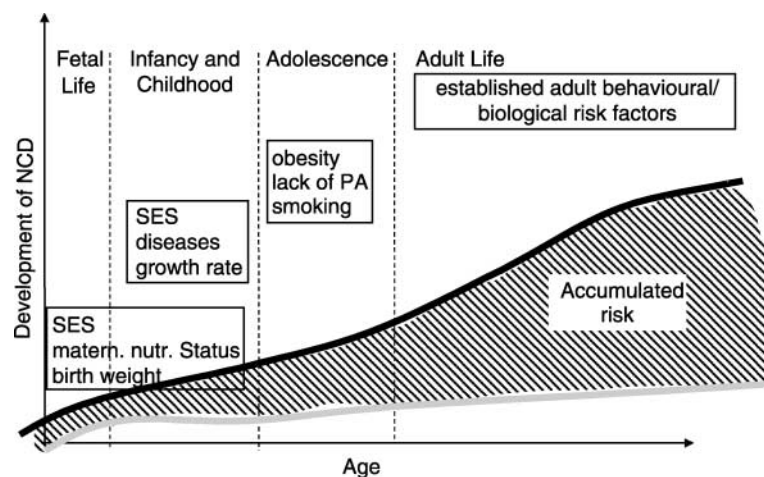 Fetal
Life
Infancy and
Childhood
Adolescence
Adult Life
established adult behavioural/
biological risk factors
obesity
lack of PA
smoking
SES
diseases
growth rate
SES
matern. nutr. Status
birth weight
Accumulated
risk
Development of NCD
Age